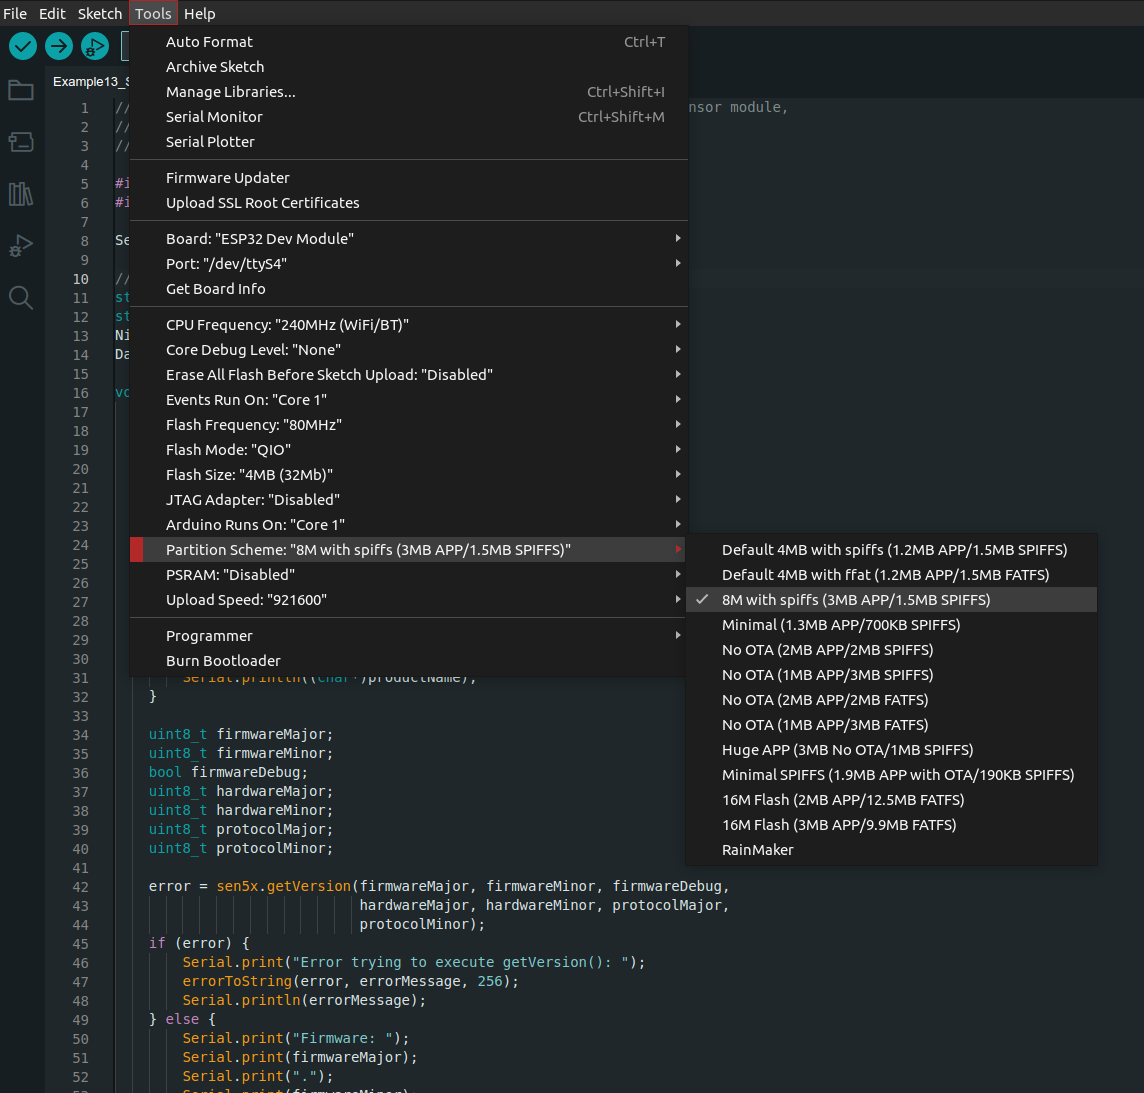 File Edit Sketch Tools Help
Auto Format Ctrl+T
Archive Sketch
Manage Libraries... Ctrl+Shift+I
Serial Monitor Ctrl+Shift+M
Serial Plotter
Firmware Updater
Upload SSL Root Certificates
Board: "ESP32 Dev Module"
Port: "/dev/ttyS4"
Get Board Info
CPU Frequency: "240MHz (WiFi/BT)"
Core Debug Level: "None"
Erase All Flash Before Sketch Upload: "Disabled"
Events Run On: "Core 1"
Flash Frequency: "80MHz"
Flash Mode: "QIO"
Flash Size: "4MB (32Mb)"
JTAG Adapter: "Disabled"
Arduino Runs On: "Core 1"
Partition Scheme: "8M with spiffs (3MB APP/1.5MB SPIFFS)"
PSRAM: "Disabled"
Upload Speed: "921600"
Programmer
Burn Bootloader
Default 4MB with spiffs (1.2MB APP/1.5MB SPIFFS)
Default 4MB with ffat (1.2MB APP/1.5MB FATFS)
8M with spiffs (3MB APP/1.5MB SPIFFS)
Minimal (1.3MB APP/700KB SPIFFS)
No OTA (2MB APP/2MB SPIFFS)
No OTA (1MB APP/3MB SPIFFS)
No OTA (2MB APP/2MB FATFS)
No OTA (1MB APP/3MB FATFS)
Huge APP (3MB No OTA/1MB SPIFFS)
Minimal SPIFFS (1.9MB APP with OTA/190KB SPIFFS)
16M Flash (2MB APP/12.5MB FATFS)
16M Flash (3MB APP/9.9MB FATFS)
RainMaker
Example13_S
1 // nsor module,
2 //
3 //
4
5 #i
6 #i
7
8 Se
9
10 //
11 st
12 st
13 Ni
14 Da
15
16 vo
17
18
19
20
21
22
23
24
25
26
27
28
29
30
31 Serial.println((char*)productName);
32 }
33
34 uint8_t firmwareMajor;
35 uint8_t firmwareMinor;
36 bool firmwareDebug;
37 uint8_t hardwareMajor;
38 uint8_t hardwareMinor;
39 uint8_t protocolMajor;
40 uint8_t protocolMinor;
41
42 error = sen5x.getVersion(firmwareMajor, firmwareMinor, firmwareDebug,
43 hardwareMajor, hardwareMinor, protocolMajor,
44 protocolMinor);
45 if (error) {
46 Serial.print("Error trying to execute getVersion(): ");
47 errorToString(error, errorMessage, 256);
48 Serial.println(errorMessage);
49 } else {
50 Serial.print("Firmware: ");
51 Serial.print(firmwareMajor);
52 Serial.print(".");
53 Serial.print(firmwareMinor)